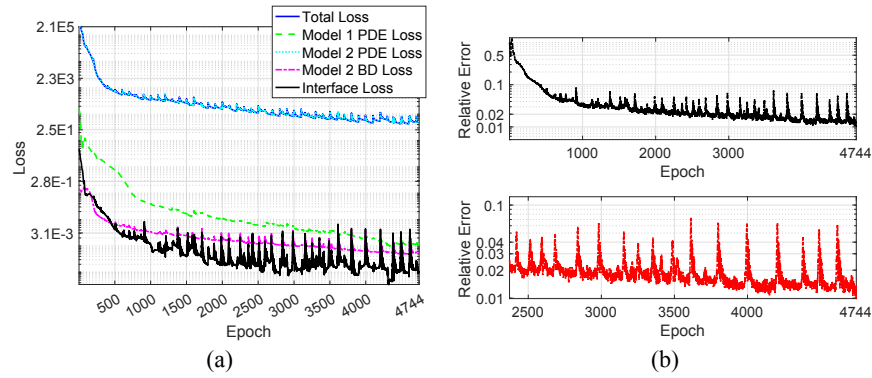 2.1E5
2.3E3
2.5E1
2.8E-1
3.1E-3
Loss
Total Loss
Model 1 PDE Loss
Model 2 PDE Loss
Model 2 BD Loss
Interface Loss
500 1000 1500 2000 2500 3000 3500 4000 4744
Epoch
(a)
Relative Error
0.5
0.1
0.02
0.01
1000 2000 3000 4744
Epoch
Relative Error
0.1
0.04
0.03
0.02
0.01
2500 3000 3500 4000 4744
Epoch
(b)